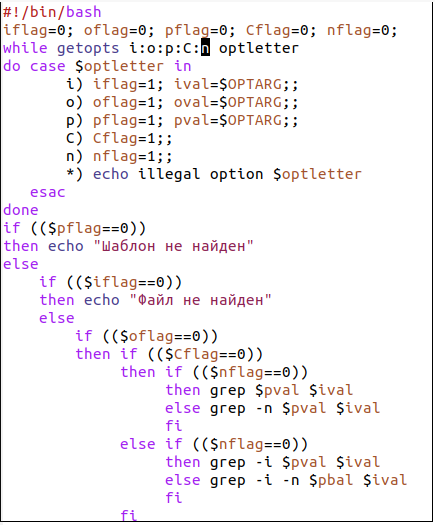 #!/bin/bash
iflag=0; oflag=0; pflag=0; Cflag=0; nflag=0;
while getopts i:o:p:C:n optletter
do case $optletter in
i) iflag=1; ival=$OPTARG;;
o) oflag=1; oval=$OPTARG;;
p) pflag=1; pval=$OPTARG;;
C) Cflag=1;;
n) nflag=1;;
*) echo illegal option $optletter
esac
done
if (($pflag==0))
then echo "Шаблон не найден"
else
if (($iflag==0))
then echo "Файл не найден"
else
if (($oflag==0))
then if (($Cflag==0))
then if (($nflag==0))
then grep $pval $ival
else grep -n $pval $ival
fi
else if (($nflag==0))
then grep -i $pval $ival
else grep -i -n $pbal $ival
fi
fi